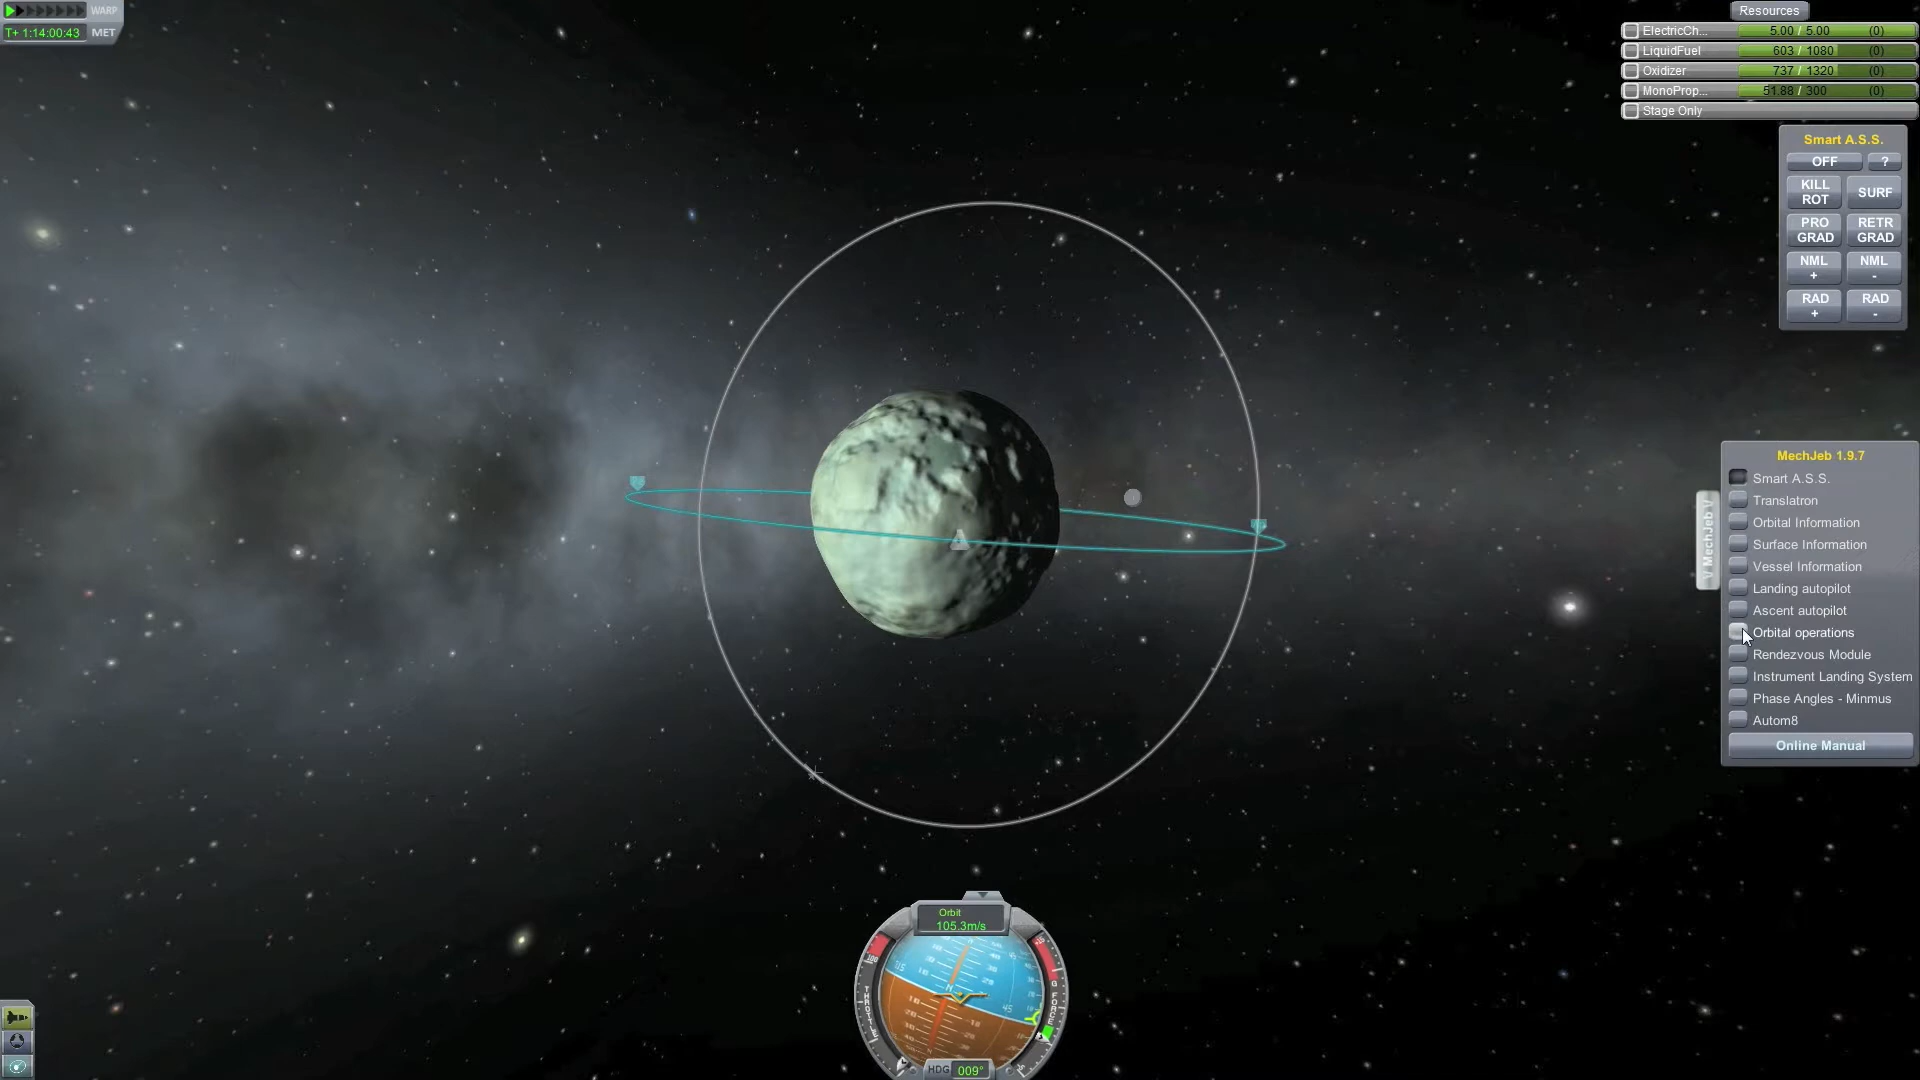 WARP
T+ 1:14:00:43 MET
Resources
ElectricCh... 5.00 / 5.00 (0)
LiquidFuel 603 / 1080 (0)
Oxidizer 737 / 1320 (0)
MonoProp... 51.88 / 300 (0)
Stage Only
Smart A.S.S.
OFF ?
KILL ROT SURF
PRO GRAD RETR GRAD
NML + NML -
RAD + RAD -
MechJeb 1.9.7
Smart A.S.S.
Translatron
Orbital Information
Surface Information
Vessel Information
Landing autopilot
Ascent autopilot
Orbital operations
Rendezvous Module
Instrument Landing System
Phase Angles - Minmus
Autom8
Online Manual
V MechJeb V
Orbit
105.3m/s
THROTTLE
G FORCE
45
HDG 009°